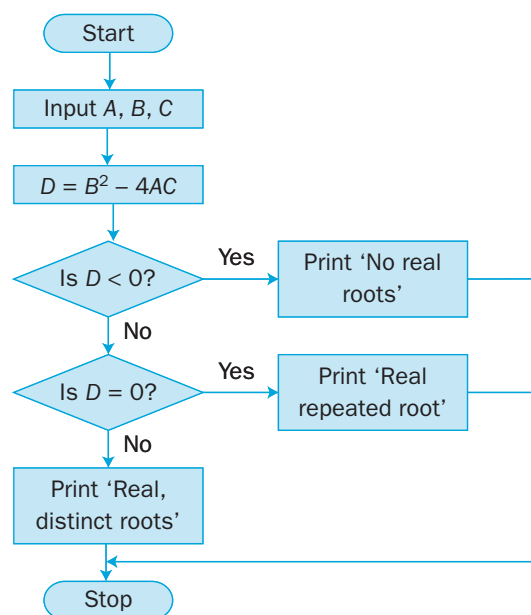 Start
Input A, B, C
D = B² – 4AC
Is D < 0?
Yes
Print ‘No real
roots’
No
Is D = 0?
Yes
Print ‘Real
repeated root’
No
Print ‘Real,
distinct roots’
Stop